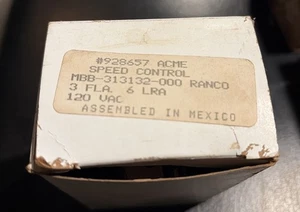 #928657 ACME
SPEED CONTROL
MBB-313132-000 RANCO
3 FLA. 6 LRA
120 VAC
ASSEMBLED IN MEXICO